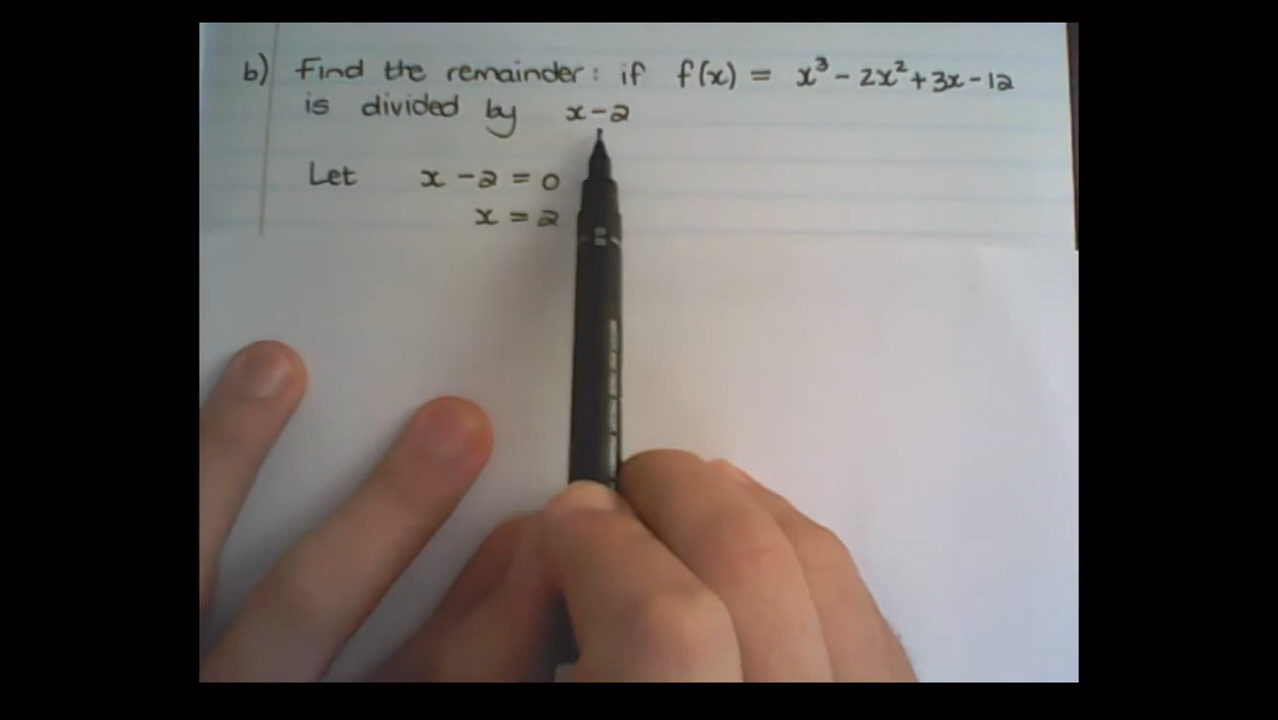 b) Find the remainder: if f(x) = x³ - 2x² + 3x - 12
is divided by x - 2
Let x - 2 = 0
x = 2